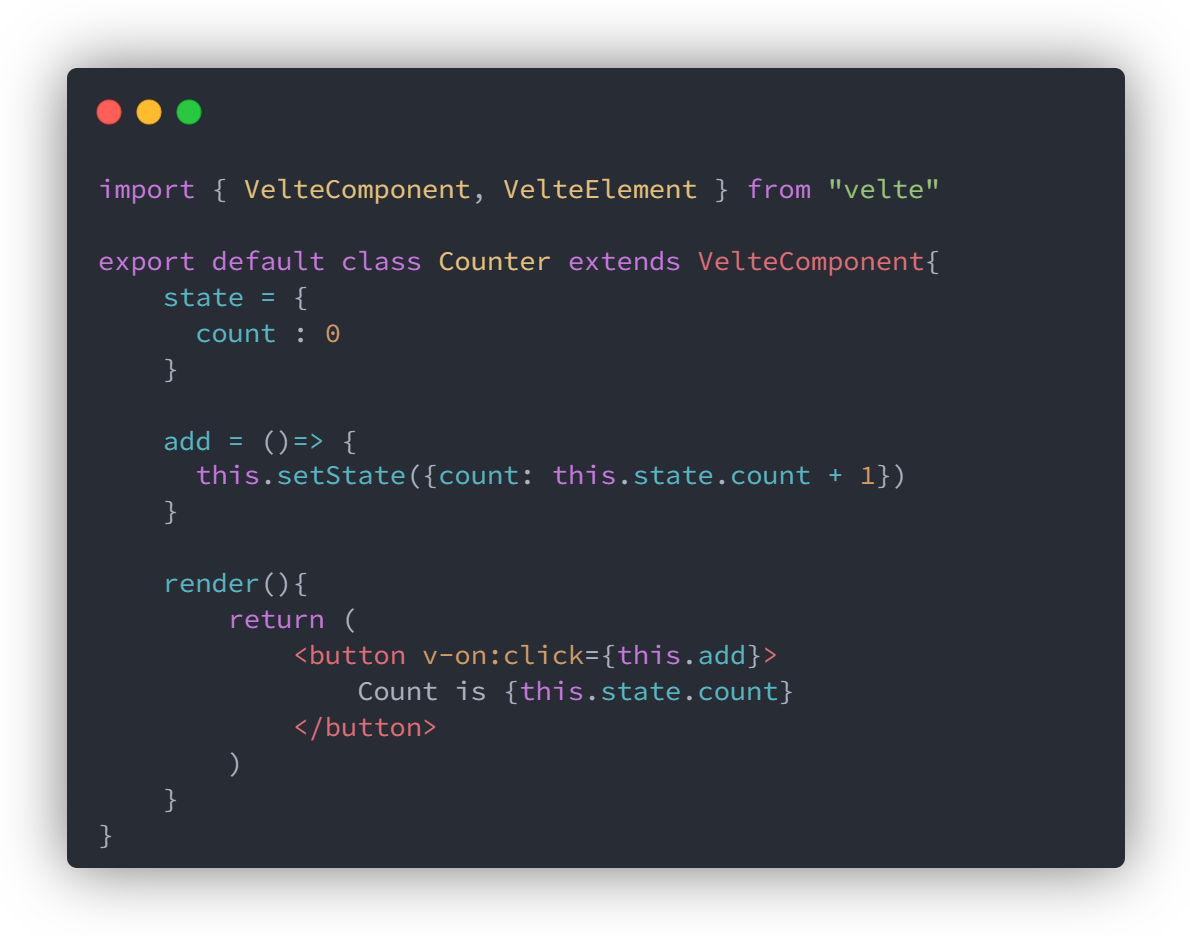 import { VelteComponent, VelteElement } from "velte"
export default class Counter extends VelteComponent{
    state = {
      count : 0
    }
    add = ()=> {
      this.setState({count: this.state.count + 1})
    }
    render(){
        return (
            <button v-on:click={this.add}>
                Count is {this.state.count}
            </button>
        )
    }
}